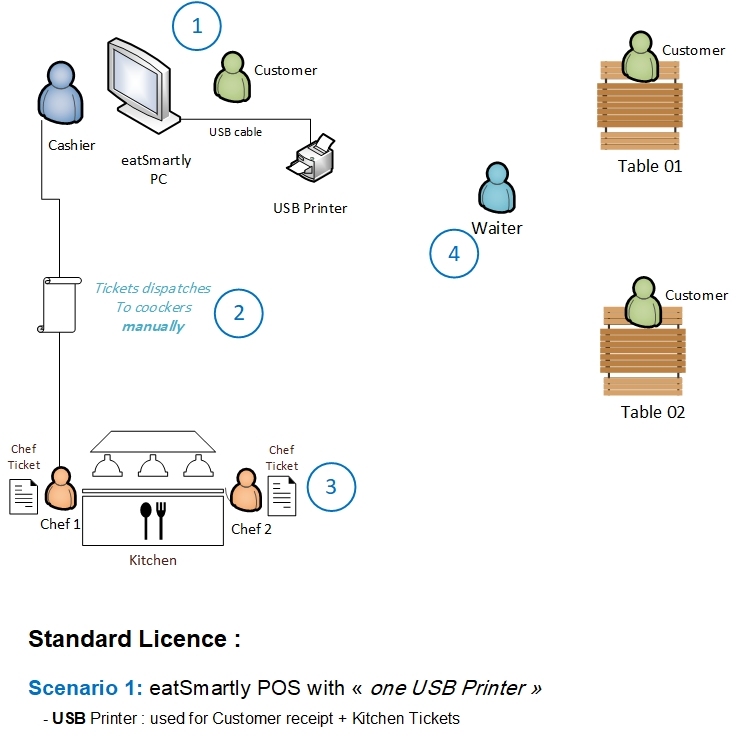 1
Customer
Customer
Cashier
USB cable
eatSmartly
PC
USB Printer
Table 01
Waiter
4
Tickets dispatches
To coockers
manually
2
Customer
Table 02
Chef
Ticket
Chef
Ticket
3
Chef 1
Chef 2
Kitchen
Standard Licence :
Scenario 1: eatSmartly POS with « one USB Printer »
- USB Printer : used for Customer receipt + Kitchen Tickets